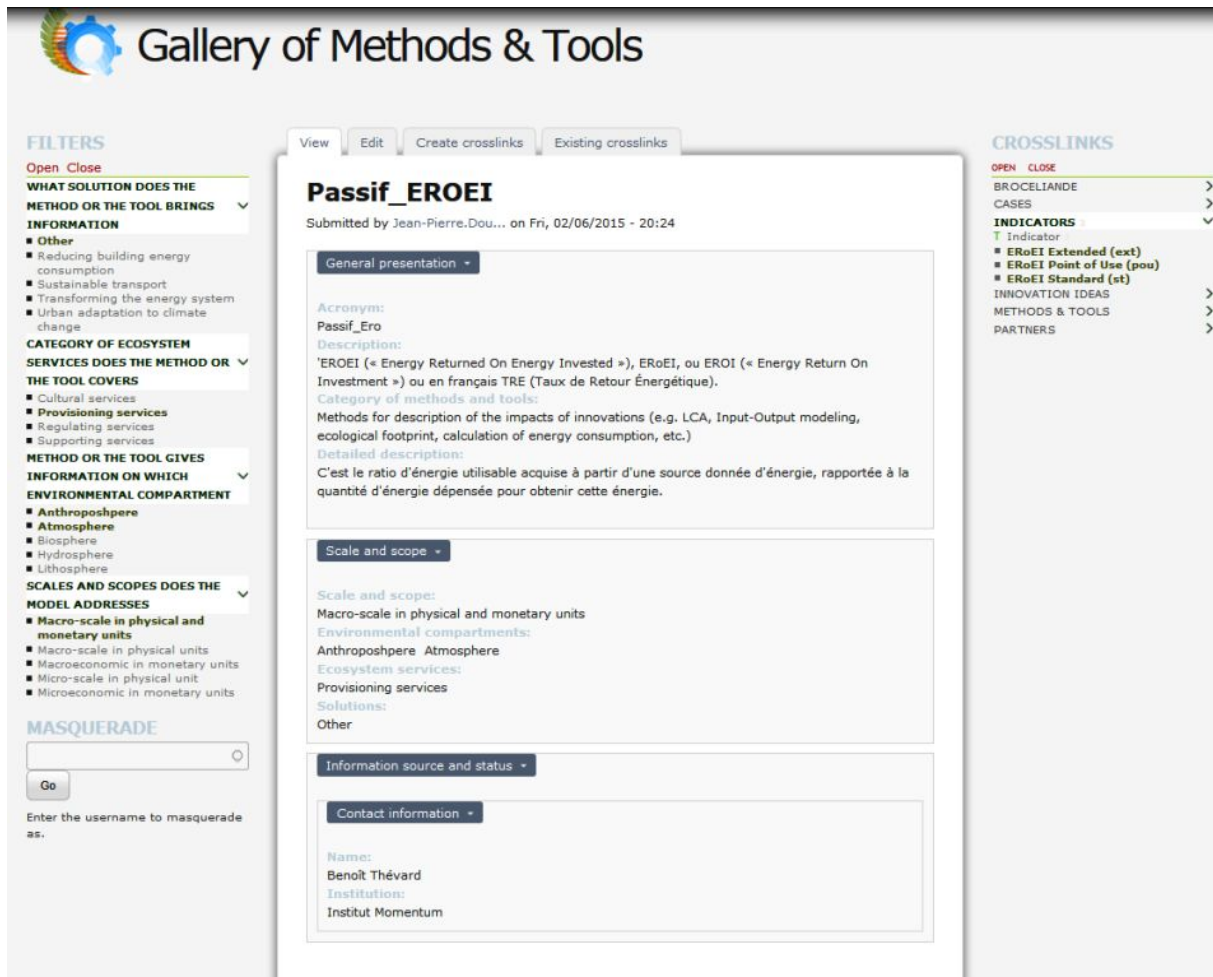 Gallery of Methods & Tools
FILTERS
Open Close
WHAT SOLUTION DOES THE
METHOD OR THE TOOL BRINGS
INFORMATION
Other
Reducing building energy
consumption
Sustainable transport
Transforming the energy system
Urban adaptation to climate
change
CATEGORY OF ECOSYSTEM
SERVICES DOES THE METHOD OR
THE TOOL COVERS
Cultural services
Provisioning services
Regulating services
Supporting services
METHOD OR THE TOOL GIVES
INFORMATION ON WHICH
ENVIRONMENTAL COMPARTMENT
Anthroposhpere
Atmosphere
Biosphere
Hydrosphere
Lithosphere
SCALES AND SCOPES DOES THE
MODEL ADDRESSES
Macro-scale in physical and
monetary units
Macro-scale in physical units
Macroeconomic in monetary units
Micro-scale in physical unit
Microeconomic in monetary units
MASQUERADE
Go
Enter the username to masquerade
as.
View Edit Create crosslinks Existing crosslinks
Passif_EROEI
Submitted by Jean-Pierre.Dou... on Fri, 02/06/2015 - 20:24
General presentation
Acronym:
Passif_Ero
Description:
'EROEI (« Energy Returned On Energy Invested »), ERoEI, ou EROI (« Energy Return On
Investment ») ou en français TRE (Taux de Retour Énergétique).
Category of methods and tools:
Methods for description of the impacts of innovations (e.g. LCA, Input-Output modeling,
ecological footprint, calculation of energy consumption, etc.)
Detailed description:
C'est le ratio d'énergie utilisable acquise à partir d'une source donnée d'énergie, rapportée à la
quantité d'énergie dépensée pour obtenir cette énergie.
Scale and scope
Scale and scope:
Macro-scale in physical and monetary units
Environmental compartments:
Anthroposhpere Atmosphere
Ecosystem services:
Provisioning services
Solutions:
Other
Information source and status
Contact information
Name:
Benoît Thévard
Institution:
Institut Momentum
CROSSLINKS
OPEN CLOSE
BROCELIANDE
CASES
INDICATORS
T Indicator
ERoEI Extended (ext)
ERoEI Point of Use (pou)
ERoEI Standard (st)
INNOVATION IDEAS
METHODS & TOOLS
PARTNERS